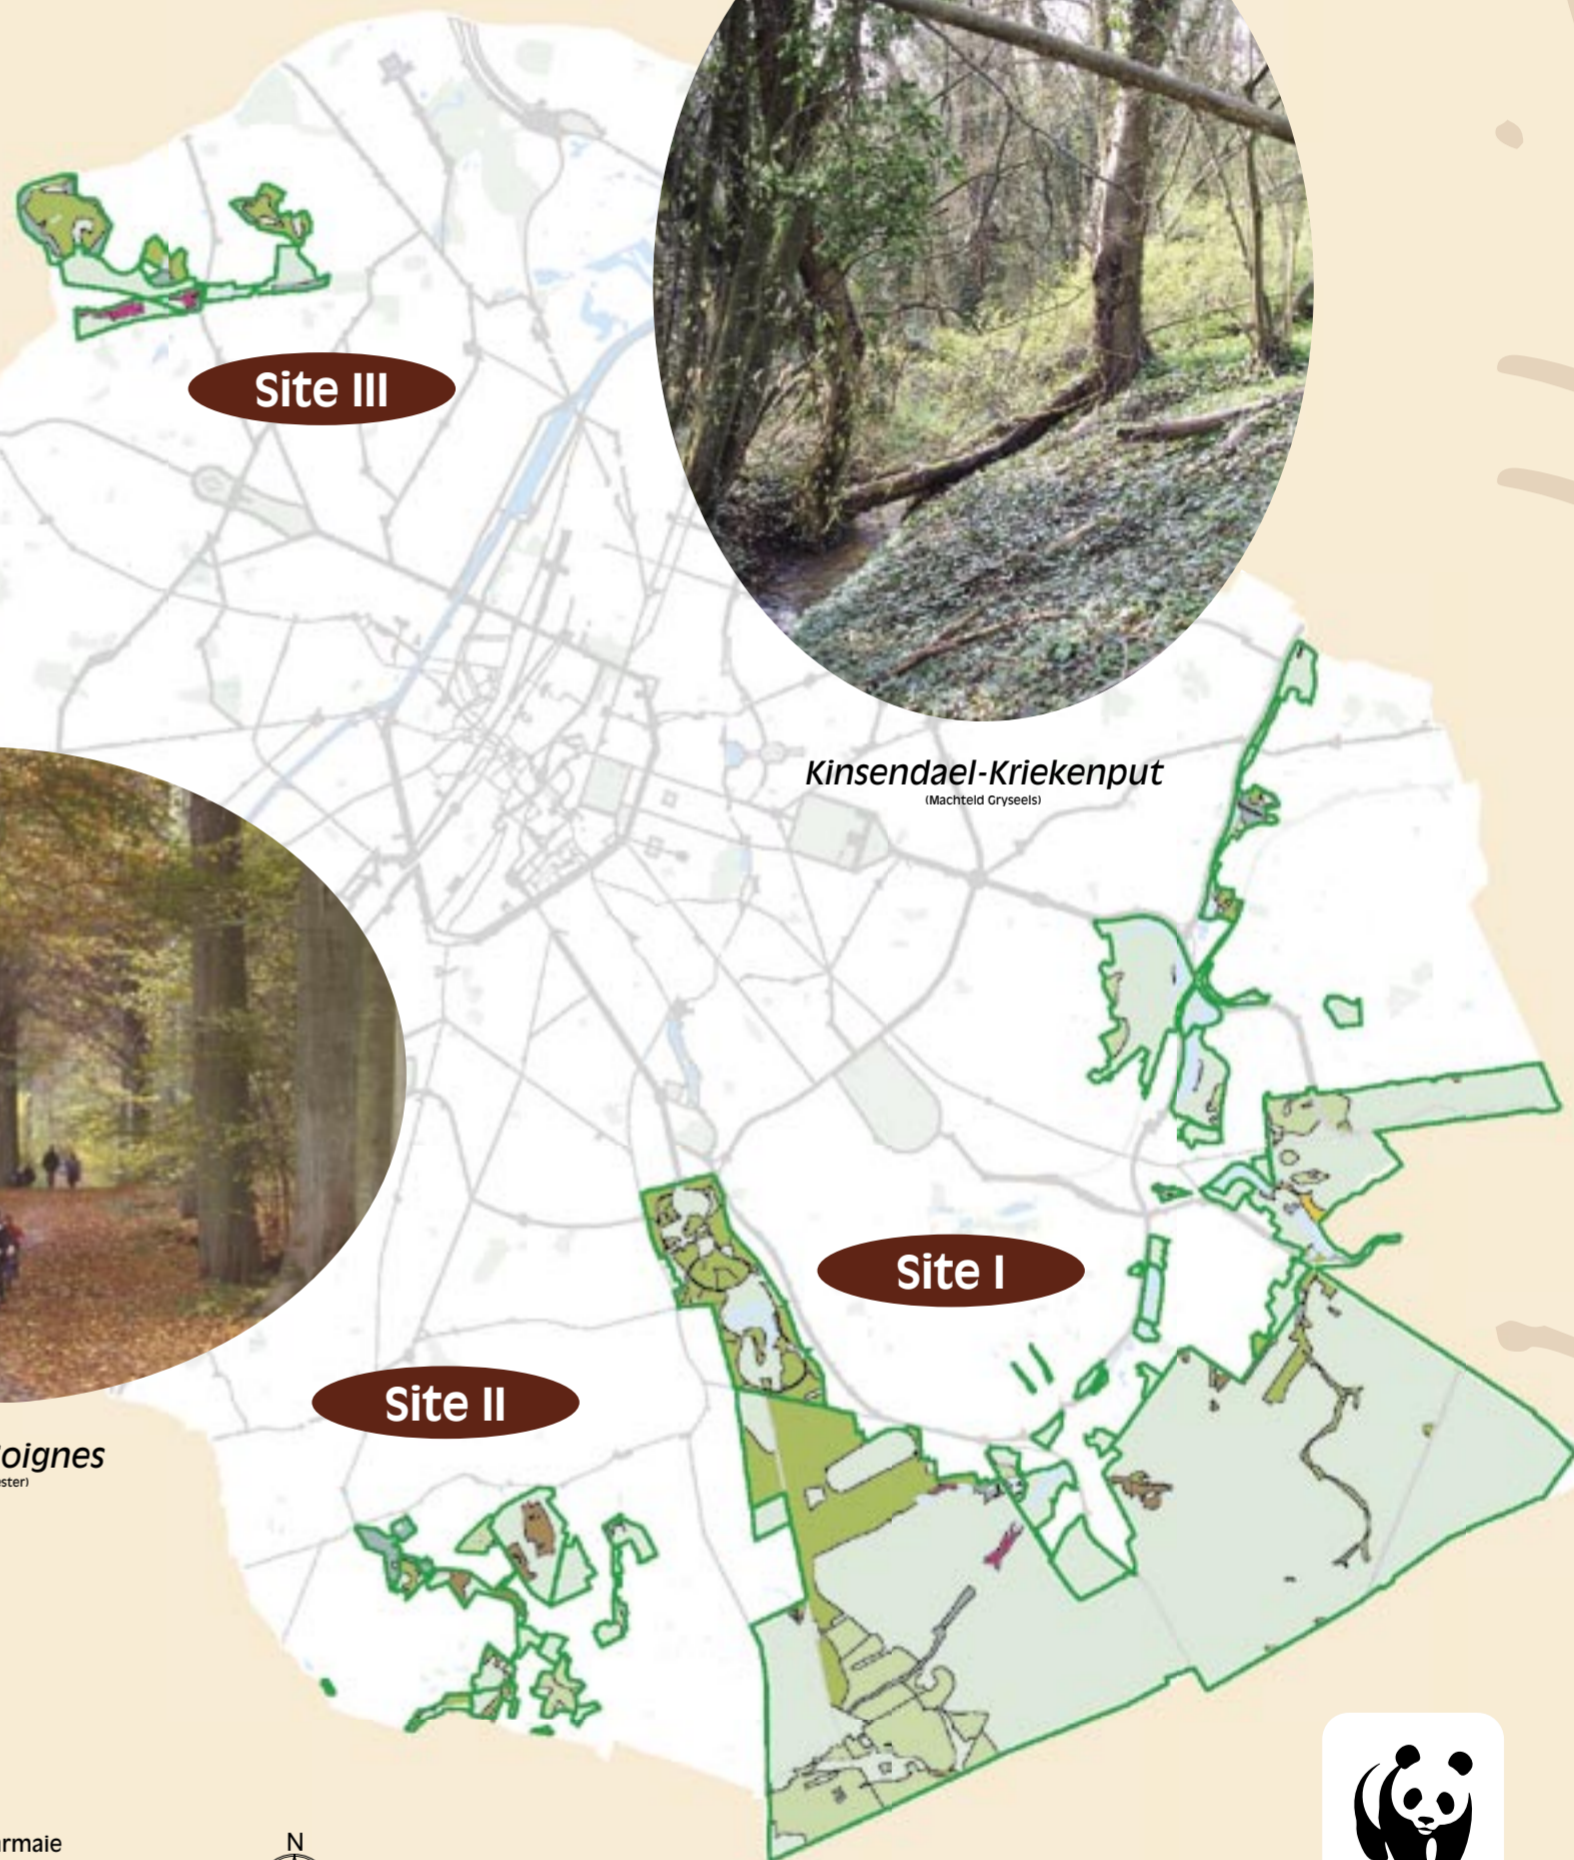 Site III
Kinsendael-Kriekenput
(Machteld Gryseels)
Site I
Site II
oignes
ster)
rmaie
N